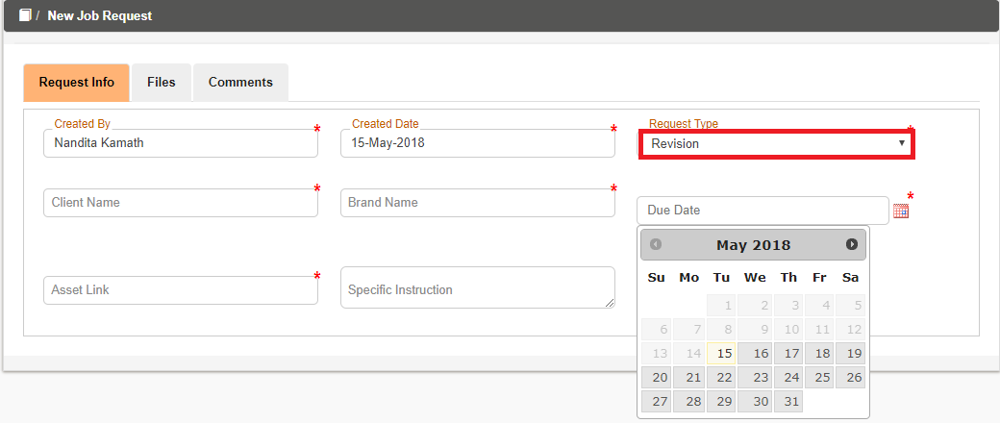 / New Job Request
Request Info Files Comments
Created By Created Date Request Type
* * *
Nandita Kamath 15-May-2018 Revision
* * *
Client Name Brand Name Due Date
May 2018
Su Mo Tu We Th Fr Sa
*
Asset Link Specific Instruction
1 2 3 4 5
6 7 8 9 10 11 12
13 14 15 16 17 18 19
20 21 22 23 24 25 26
27 28 29 30 31